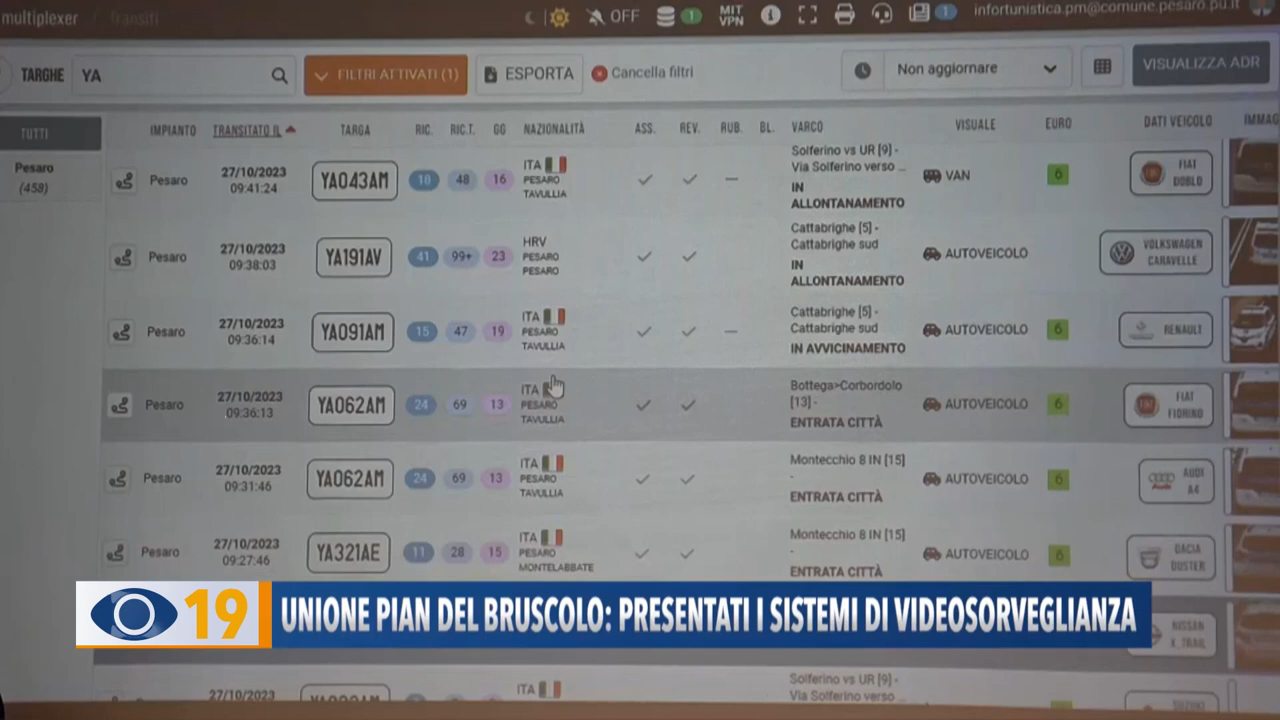 multiplexer / Transiti
OFF
1
MIT
VPN
1
infortunistica.pm@comune.pesaro.pu.it
TARGHE
YA
FILTRI ATTIVATI (1)
ESPORTA
Cancella filtri
Non aggiornare
VISUALIZZA ADR
TUTTI
Pesaro
(458)
IMPIANTO TRANSITATO IL TARGA RIC. RIC.T. GG NAZIONALITÀ ASS. REV. RUB. BL. VARCO VISUALE EURO DATI VEICOLO IMMAG
Pesaro
27/10/2023
09:41:24
YA043AM
10 48 16
ITA
PESARO
TAVULLIA
Solferino vs UR [9] -
Via Solferino verso ...
IN
ALLONTANAMENTO
VAN
6
FIAT
DOBLO
Pesaro
27/10/2023
09:38:03
YA191AV
41 99+ 23
HRV
PESARO
PESARO
Cattabrighe [5] -
Cattabrighe sud
IN
ALLONTANAMENTO
AUTOVEICOLO
VOLKSWAGEN
CARAVELLE
Pesaro
27/10/2023
09:36:14
YA091AM
15 47 19
ITA
PESARO
TAVULLIA
Cattabrighe [5] -
Cattabrighe sud
IN AVVICINAMENTO
AUTOVEICOLO
6
RENAULT
Pesaro
27/10/2023
09:36:13
YA062AM
24 69 13
ITA
PESARO
TAVULLIA
Bottega>Corbordolo
[13] -
ENTRATA CITTÀ
AUTOVEICOLO
6
FIAT
FIORINO
Pesaro
27/10/2023
09:31:46
YA062AM
24 69 13
ITA
PESARO
TAVULLIA
Montecchio 8 IN [15]
-
ENTRATA CITTÀ
AUTOVEICOLO
6
AUDI
A4
Pesaro
27/10/2023
09:27:46
YA321AE
11 28 15
ITA
PESARO
MONTELABBATE
Montecchio 8 IN [15]
-
ENTRATA CITTÀ
AUTOVEICOLO
6
DACIA
DUSTER
19
UNIONE PIAN DEL BRUSCOLO: PRESENTATI I SISTEMI DI VIDEOSORVEGLIANZA
NISSAN
X_TRAIL
27/10/2023
ITA
Solferino vs UR [9] -
Via Solferino verso ...
SUZUKI